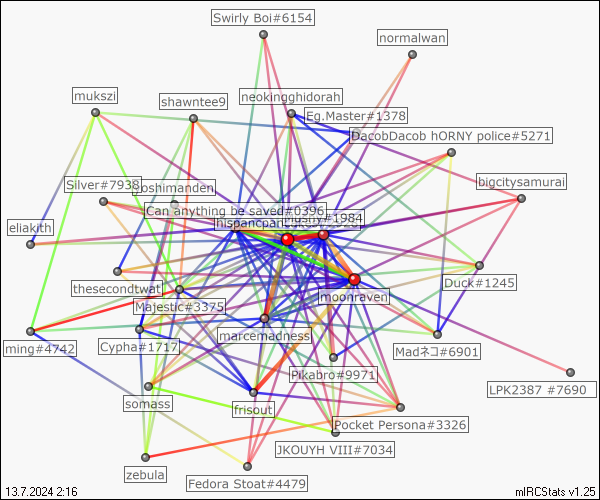 Swirly Boi#6154
normalwan
mukszi
shawntee9
neokingghidorah
Eg.Master#1378
DacobDacob hORNY police#5271
Silver#7938
oshimanden
bigcitysamurai
Can anything be saved#0396
#1984
hispancpari
eliakith
thesecondtwat
moonraven
Duck#1245
Majestic#3375
marcemadness
ming#4742
Cypha#1717
Madネコ#6901
Pikabro#9971
LPK2387 #7690
somass
frisout
Pocket Persona#3326
JKOUYH VIII#7034
zebula
Fedora Stoat#4479
13.7.2024 2:16
mIRCStats v1.25